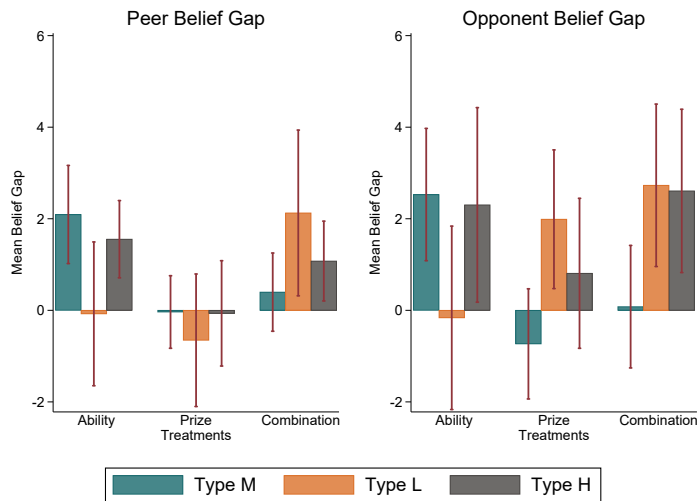 Peer Belief Gap
Mean Belief Gap
6
4
2
0
-2
Ability
Prize
Combination
Treatments
Opponent Belief Gap
Mean Belief Gap
6
4
2
0
-2
Ability
Prize
Combination
Treatments
Type M
Type L
Type H